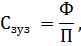 Сзуз = Ф/П,